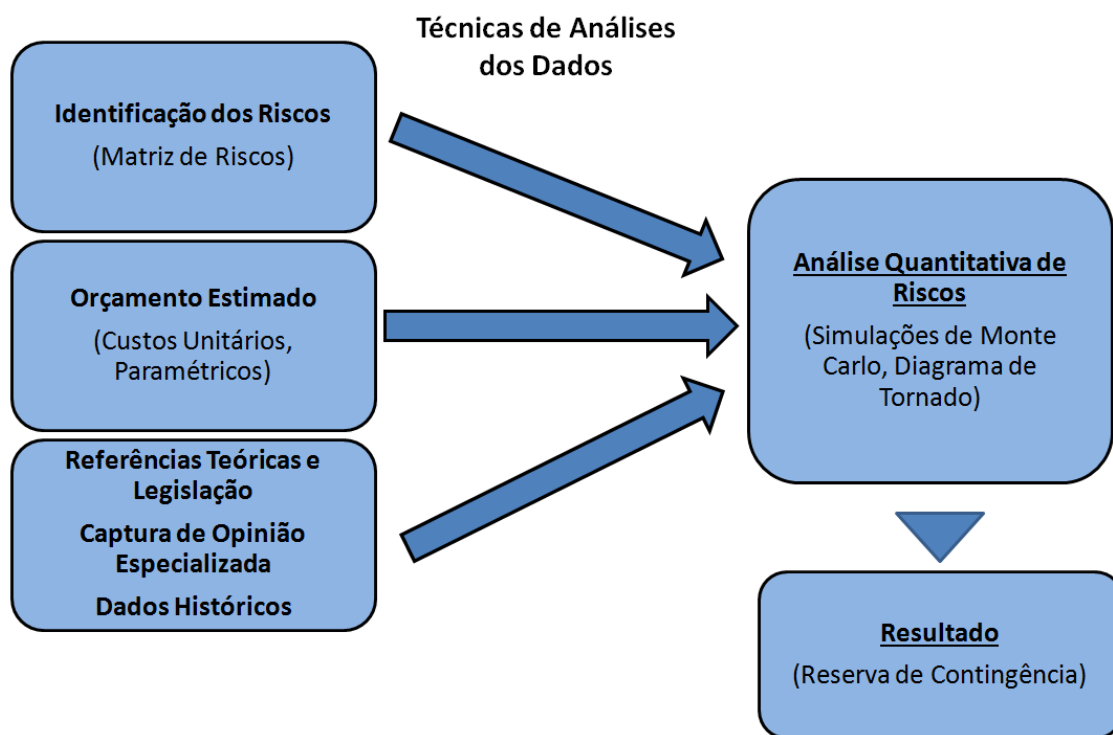 Técnicas de Análises
dos Dados
Identificação dos Riscos
(Matriz de Riscos)
Orçamento Estimado
(Custos Unitários,
Paramétricos)
Referências Teóricas e
Legislação
Captura de Opinião
Especializada
Dados Históricos
Análise Quantitativa de
Riscos
(Simulações de Monte
Carlo, Diagrama de
Tornado)
Resultado
(Reserva de Contingência)